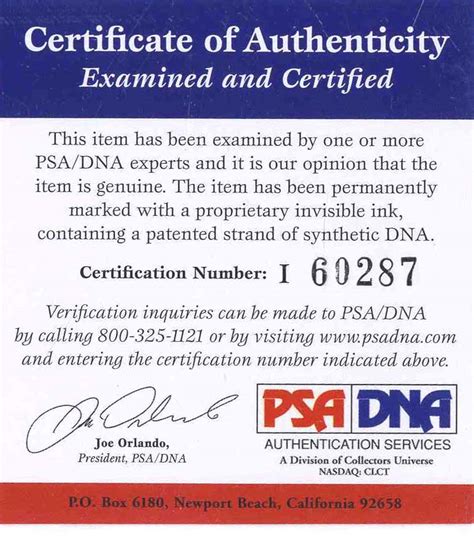 Certificate of Authenticity
Examined and Certified
This item has been examined by one or more
PSA/DNA experts and it is our opinion that the
item is genuine. The item has been permanently
marked with a proprietary invisible ink,
containing a patented strand of synthetic DNA.
Certification Number: I 60287
Verification inquiries can be made to PSA/DNA
by calling 800-325-1121 or by visiting www.psadna.com
and entering the certification number indicated above.
Joe Orlando,
President, PSA/DNA
PSA DNA
AUTHENTICATION SERVICES
A Division of Collectors Universe
NASDAQ: CLCT
P.O. Box 6180, Newport Beach, California 92658